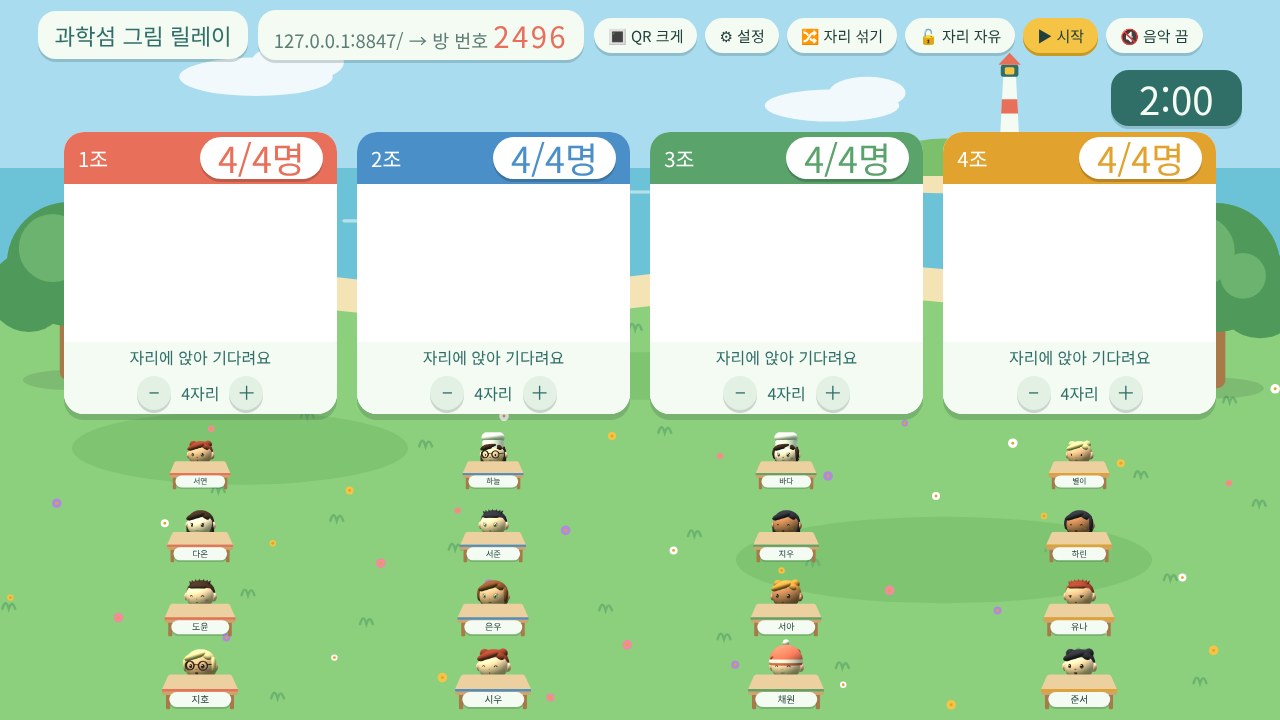 과학섬 그림 릴레이
127.0.0.1:8847/ → 방 번호 2496
QR 크게
설정
자리 섞기
자리 자유
시작
음악 끔
2:00
1조 4/4명
2조 4/4명
3조 4/4명
4조 4/4명
자리에 앉아 기다려요
자리에 앉아 기다려요
자리에 앉아 기다려요
자리에 앉아 기다려요
− 4자리 +
− 4자리 +
− 4자리 +
− 4자리 +
서연
하늘
바다
별이
다온
서준
지우
하린
도윤
은우
서아
유나
지호
시우
채원
준서